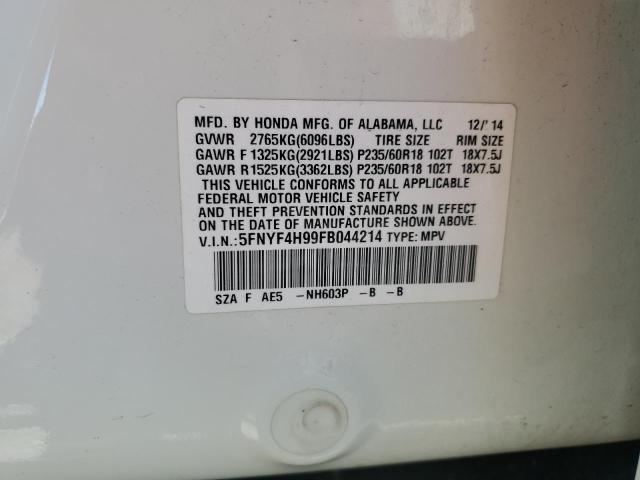 MFD. BY HONDA MFG. OF ALABAMA, LLC 12/'14
GVWR 2765KG(6096LBS) TIRE SIZE RIM SIZE
GAWR F 1325KG(2921LBS) P235/60R18 102T 18X7.5J
GAWR R1525KG(3362LBS) P235/60R18 102T 18X7.5J
THIS VEHICLE CONFORMS TO ALL APPLICABLE
FEDERAL MOTOR VEHICLE SAFETY
AND THEFT PREVENTION STANDARDS IN EFFECT
ON THE DATE OF MANUFACTURE SHOWN ABOVE.
V.I.N.:5FNYF4H99FB044214 TYPE: MPV
SZA F AE5 -NH603P -B -B